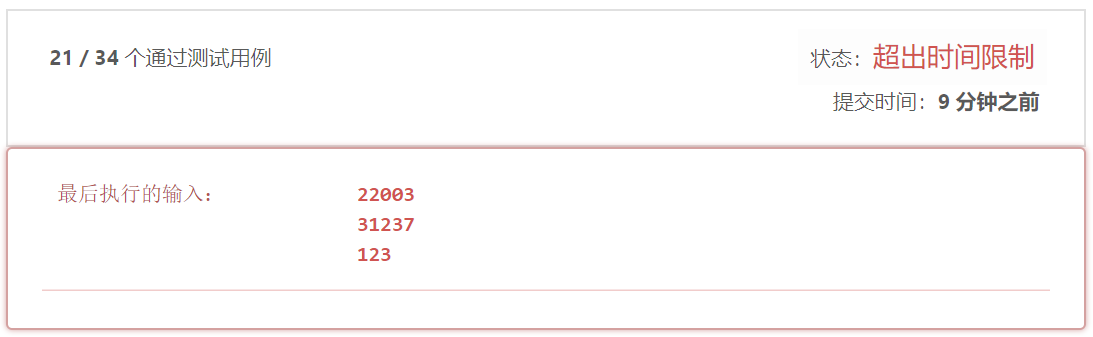 21 / 34 个通过测试用例
状态：超出时间限制
提交时间：9 分钟之前
最后执行的输入：
22003
31237
123